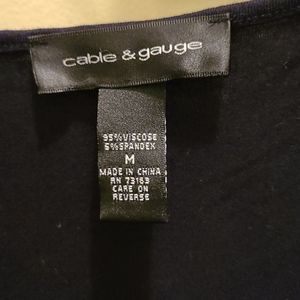 cable & gauge
95%VISCOSE
5%SPANDEX
M
MADE IN CHINA
RN 73163
CARE ON
REVERSE